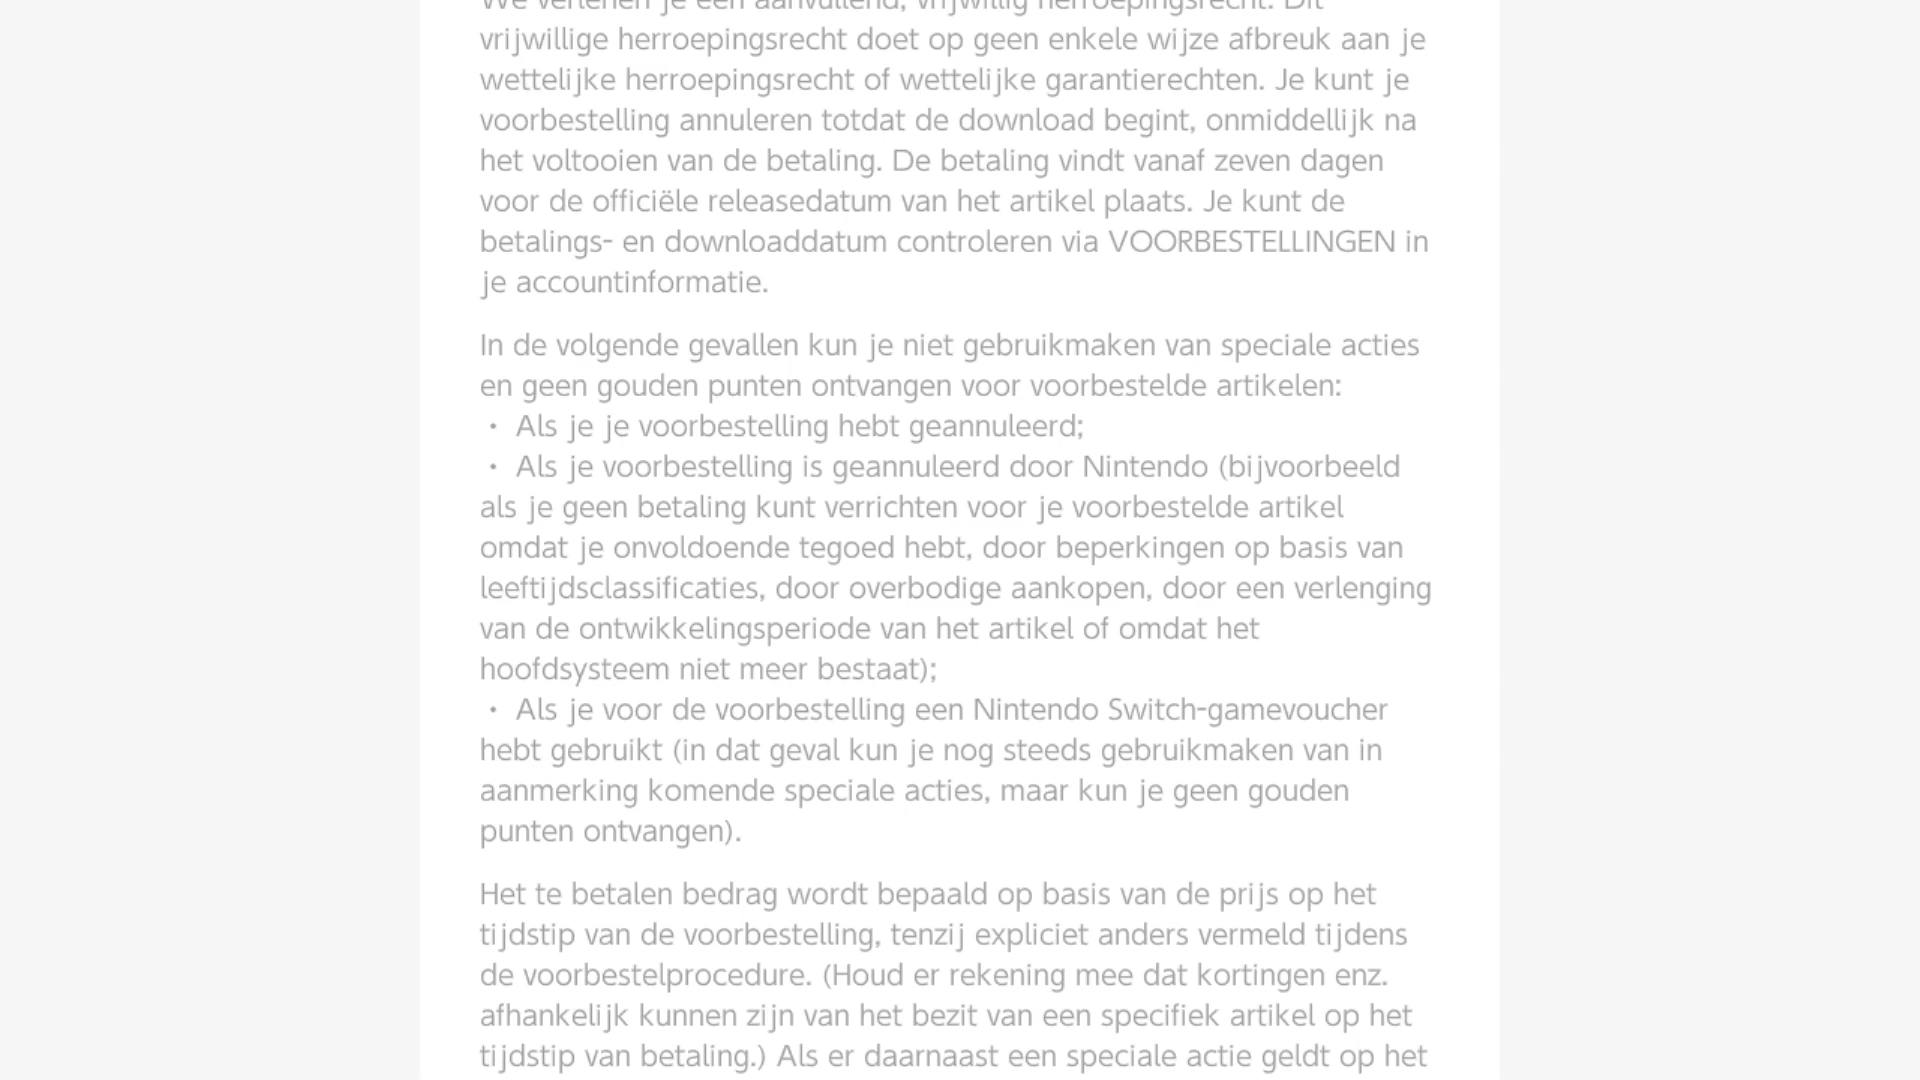 We verlenen je een aanvullend, vrijwillig herroepingsrecht. Dit
vrijwillige herroepingsrecht doet op geen enkele wijze afbreuk aan je
wettelijke herroepingsrecht of wettelijke garantierechten. Je kunt je
voorbestelling annuleren totdat de download begint, onmiddellijk na
het voltooien van de betaling. De betaling vindt vanaf zeven dagen
voor de officiële releasedatum van het artikel plaats. Je kunt de
betalings- en downloaddatum controleren via VOORBESTELLINGEN in
je accountinformatie.
In de volgende gevallen kun je niet gebruikmaken van speciale acties
en geen gouden punten ontvangen voor voorbestelde artikelen:
・ Als je je voorbestelling hebt geannuleerd;
・ Als je voorbestelling is geannuleerd door Nintendo (bijvoorbeeld
als je geen betaling kunt verrichten voor je voorbestelde artikel
omdat je onvoldoende tegoed hebt, door beperkingen op basis van
leeftijdsclassificaties, door overbodige aankopen, door een verlenging
van de ontwikkelingsperiode van het artikel of omdat het
hoofdsysteem niet meer bestaat);
・ Als je voor de voorbestelling een Nintendo Switch-gamevoucher
hebt gebruikt (in dat geval kun je nog steeds gebruikmaken van in
aanmerking komende speciale acties, maar kun je geen gouden
punten ontvangen).
Het te betalen bedrag wordt bepaald op basis van de prijs op het
tijdstip van de voorbestelling, tenzij expliciet anders vermeld tijdens
de voorbestelprocedure. (Houd er rekening mee dat kortingen enz.
afhankelijk kunnen zijn van het bezit van een specifiek artikel op het
tijdstip van betaling.) Als er daarnaast een speciale actie geldt op het